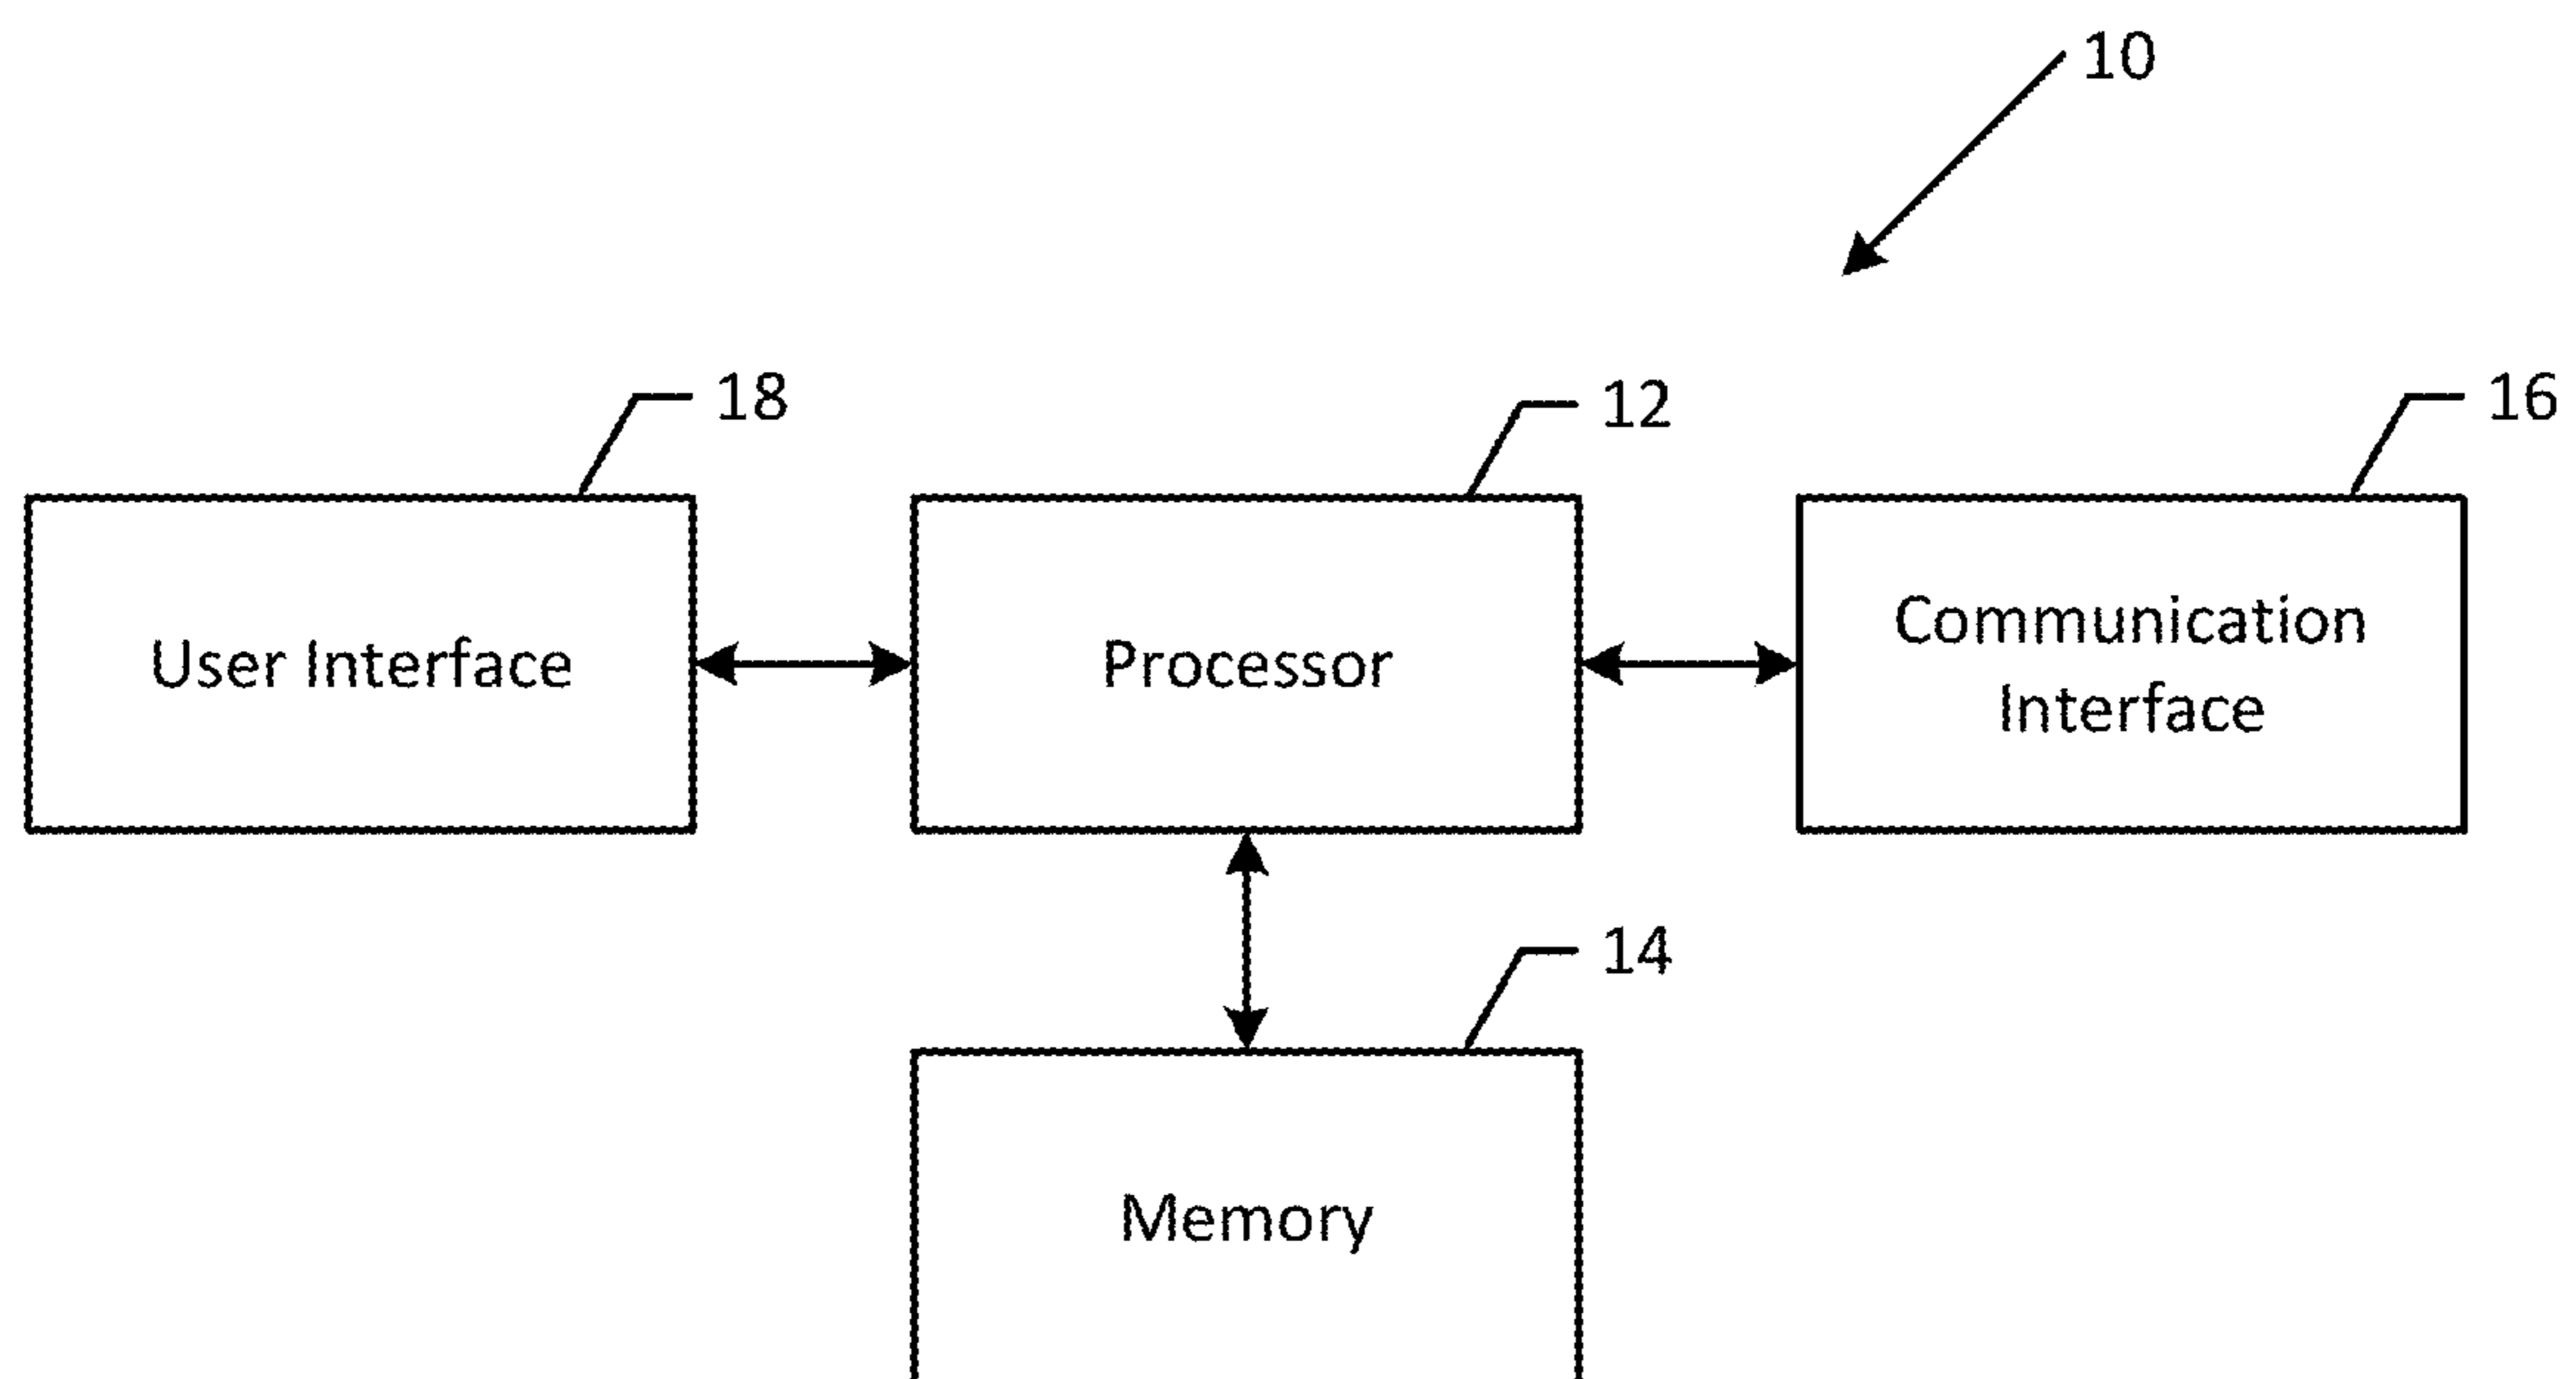 10
18
12
16
User Interface
Processor
Communication
Interface
14
Memory